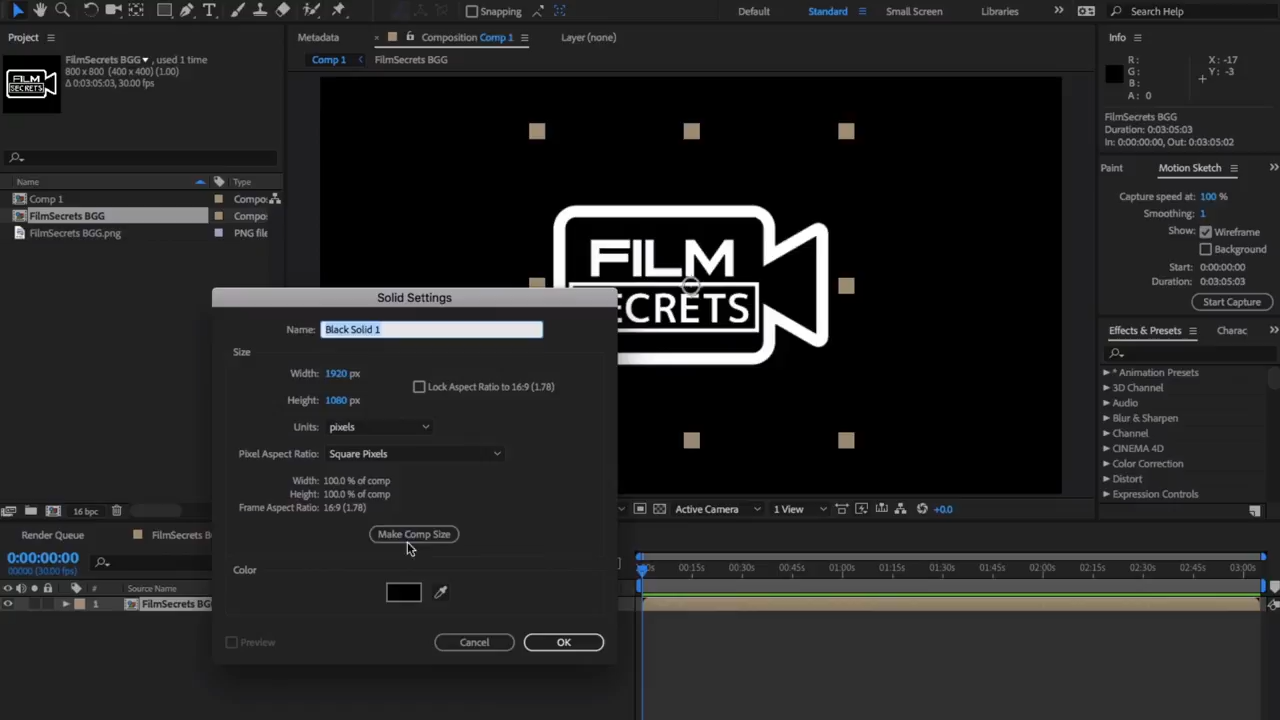 Snapping
Default
Standard
Small Screen
Libraries
Search Help
Project
Metadata
Composition Comp 1
Layer (none)
Info
FilmSecrets BGG, used 1 time
800 x 800 (400 x 400) (1.00)
Δ 0:03:05:03, 30.00 fps
Comp 1
FilmSecrets BGG
R:
G:
B:
A: 0
X: -17
Y: -3
FilmSecrets BGG
Duration: 0:03:05:03
In: 0:00:00:00, Out: 0:03:05:02
Name
Type
Comp 1
Compo:
FilmSecrets BGG
Compo:
FilmSecrets BGG.png
PNG file
FILM
SECRETS
FILM
ECRETS
Paint
Motion Sketch
Capture speed at: 100 %
Smoothing: 1
Show: Wireframe
Background
Start: 0:00:00:00
Duration: 0:03:05:03
Start Capture
Effects & Presets
Charac
* Animation Presets
3D Channel
Audio
Blur & Sharpen
Channel
CINEMA 4D
Color Correction
Distort
Expression Controls
Solid Settings
Name: Black Solid 1
Size
Width: 1920 px
Lock Aspect Ratio to 16:9 (1.78)
Height: 1080 px
Units: pixels
Pixel Aspect Ratio: Square Pixels
Width: 100.0 % of comp
Height: 100.0 % of comp
Frame Aspect Ratio: 16:9 (1.78)
Make Comp Size
Color
Preview
Cancel
OK
16 bpc
Active Camera
1 View
+0.0
Render Queue
FilmSecrets B
0:00:00:00
00000 (30.00 fps)
# Source Name
1 FilmSecrets BGG
00s 00:15s 00:30s 00:45s 01:00s 01:15s 01:30s 01:45s 02:00s 02:15s 02:30s 02:45s 03:00s